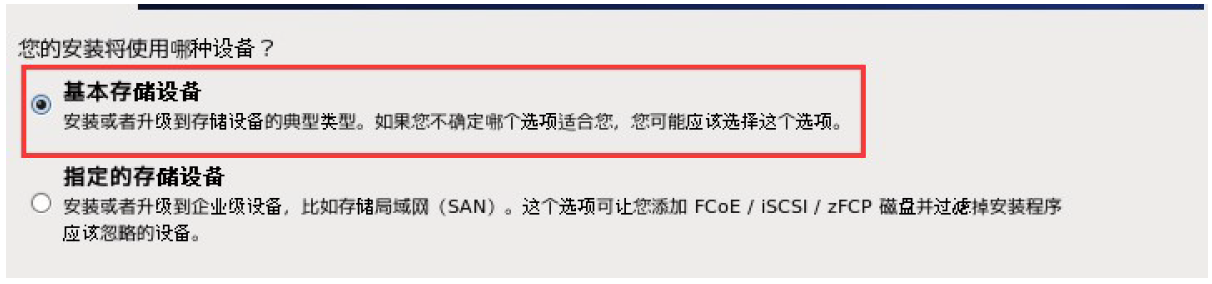 您的安装将使用哪种设备？
基本存储设备
安装或者升级到存储设备的典型类型。如果您不确定哪个选项适合您，您可能应该选择这个选项。
指定的存储设备
安装或者升级到企业级设备，比如存储局域网（SAN）。这个选项可让您添加 FCoE / iSCSI / zFCP 磁盘并过滤掉安装程序
应该忽略的设备。